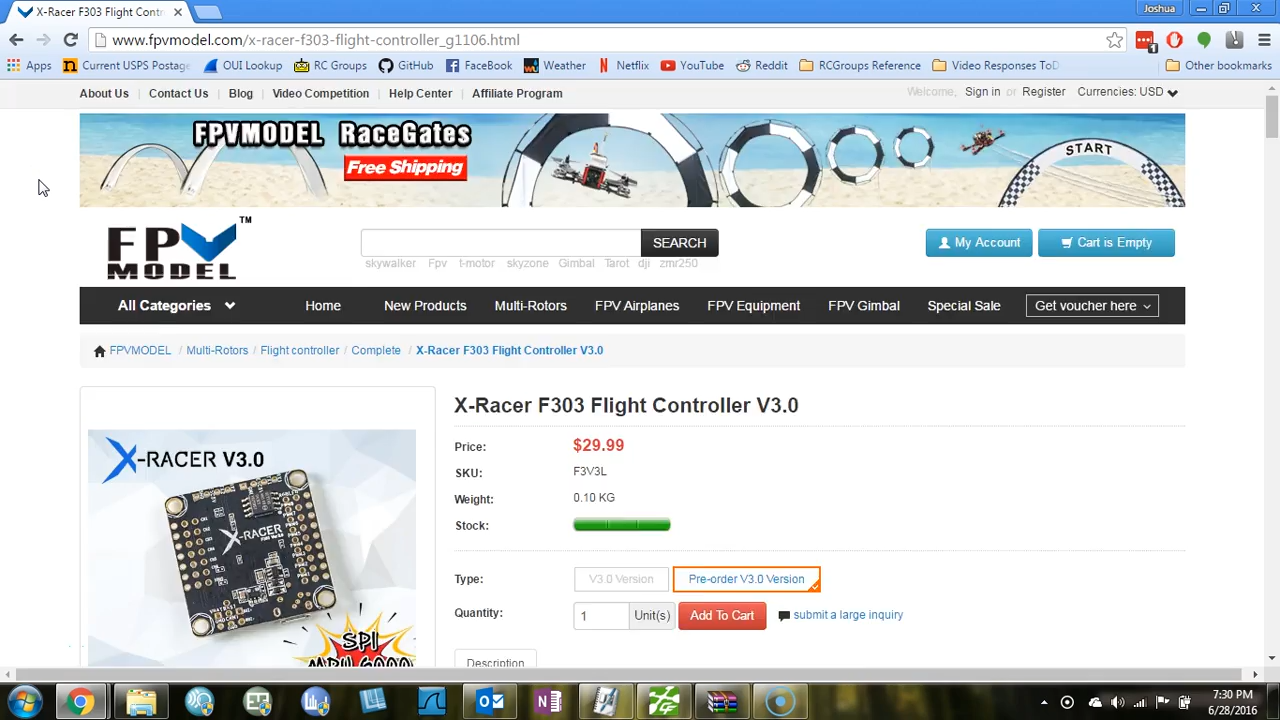 X-Racer F303 Flight Contr
Joshua
www.fpvmodel.com/x-racer-f303-flight-controller_g1106.html
Apps Current USPS Postage OUI Lookup RC Groups GitHub FaceBook Weather Netflix YouTube Reddit RCGroups Reference Video Responses ToD Other bookmarks
About Us Contact Us Blog Video Competition Help Center Affiliate Program Welcome, Sign in or Register Currencies: USD
FPVMODEL RaceGates
Free Shipping
START
FPV MODEL TM
SEARCH
My Account
Cart is Empty
skywalker Fpv t-motor skyzone Gimbal Tarot dji zmr250
All Categories Home New Products Multi-Rotors FPV Airplanes FPV Equipment FPV Gimbal Special Sale Get voucher here
FPVMODEL / Multi-Rotors / Flight controller / Complete / X-Racer F303 Flight Controller V3.0
X-Racer F303 Flight Controller V3.0
Price: $29.99
SKU: F3V3L
Weight: 0.10 KG
Stock:
Type: V3.0 Version Pre-order V3.0 Version
Quantity: 1 Unit(s) Add To Cart submit a large inquiry
Description
X-RACER V3.0
X-RACER
SPI
MPU 6000
7:30 PM
6/28/2016